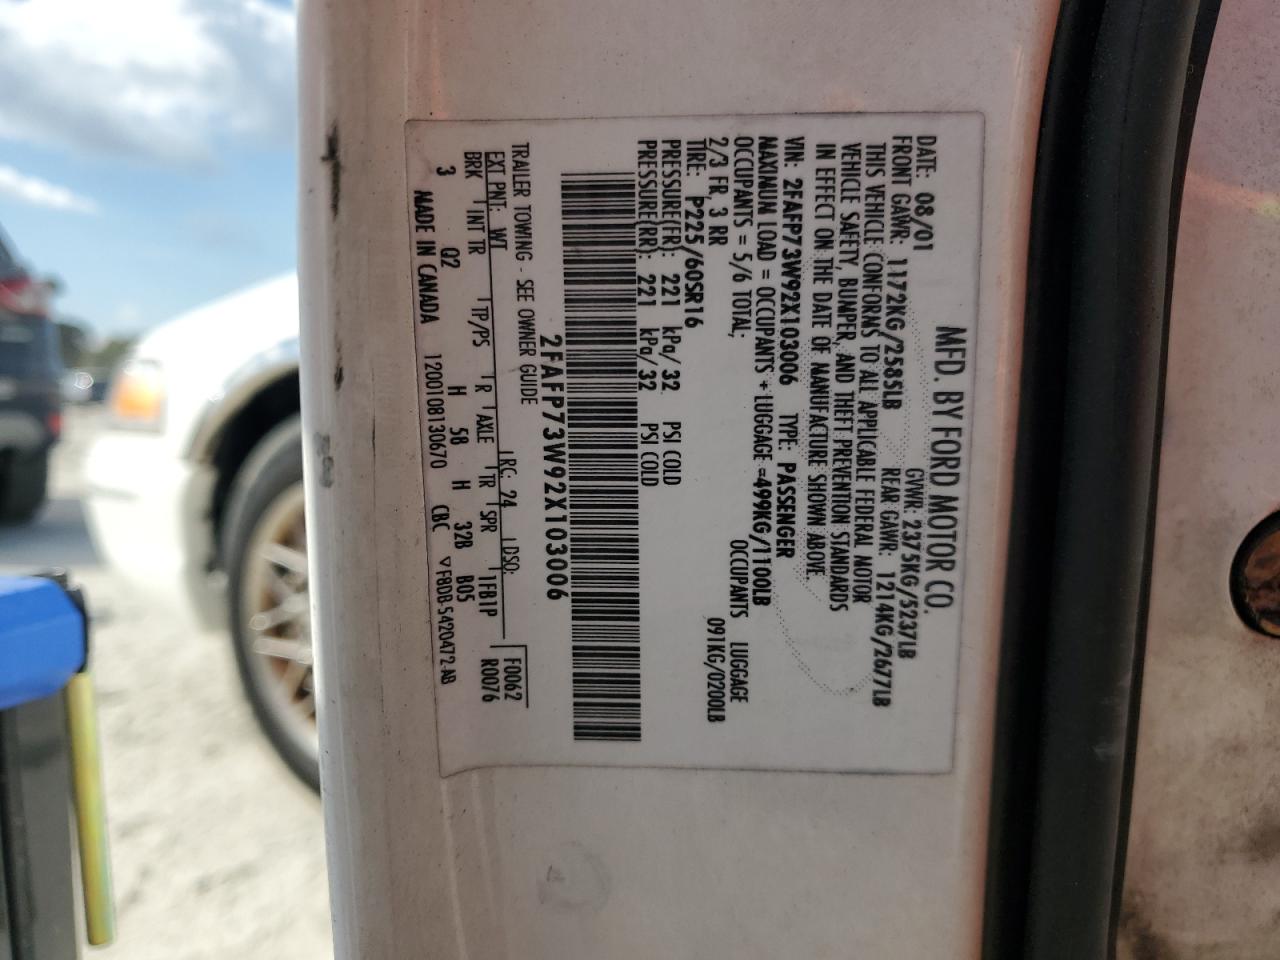 MFD. BY FORD MOTOR CO.
DATE: 08/01 GVWR: 2375KG/5237LB
FRONT GAWR: 1172KG/2585LB REAR GAWR: 1214KG/2677LB
THIS VEHICLE CONFORMS TO ALL APPLICABLE FEDERAL MOTOR
VEHICLE SAFETY, BUMPER, AND THEFT PREVENTION STANDARDS
IN EFFECT ON THE DATE OF MANUFACTURE SHOWN ABOVE.
VIN: 2FAFP73W92X103006 TYPE: PASSENGER
MAXIMUM LOAD = OCCUPANTS + LUGGAGE =499KG/1100LB
OCCUPANTS = 5/6 TOTAL; OCCUPANTS LUGGAGE
2/3 FR, 3 RR 091KG/0200LB
TIRE: P225/60SR16
PRESSURE(FR): 221 kPa/32 PSI COLD
PRESSURE(RR): 221 kPa/32 PSI COLD
2FAFP73W92X103006
TRAILER TOWING - SEE OWNER GUIDE
EXT PNT: WT RC: 24 DSO: F0062
BRK INT TR TP/PS R AXLE TR SPR 1FB1P R0076
3 Q2 H 58 H 32B B05
MADE IN CANADA 1200108130670 CBC ▽F8DB-5420472-AB